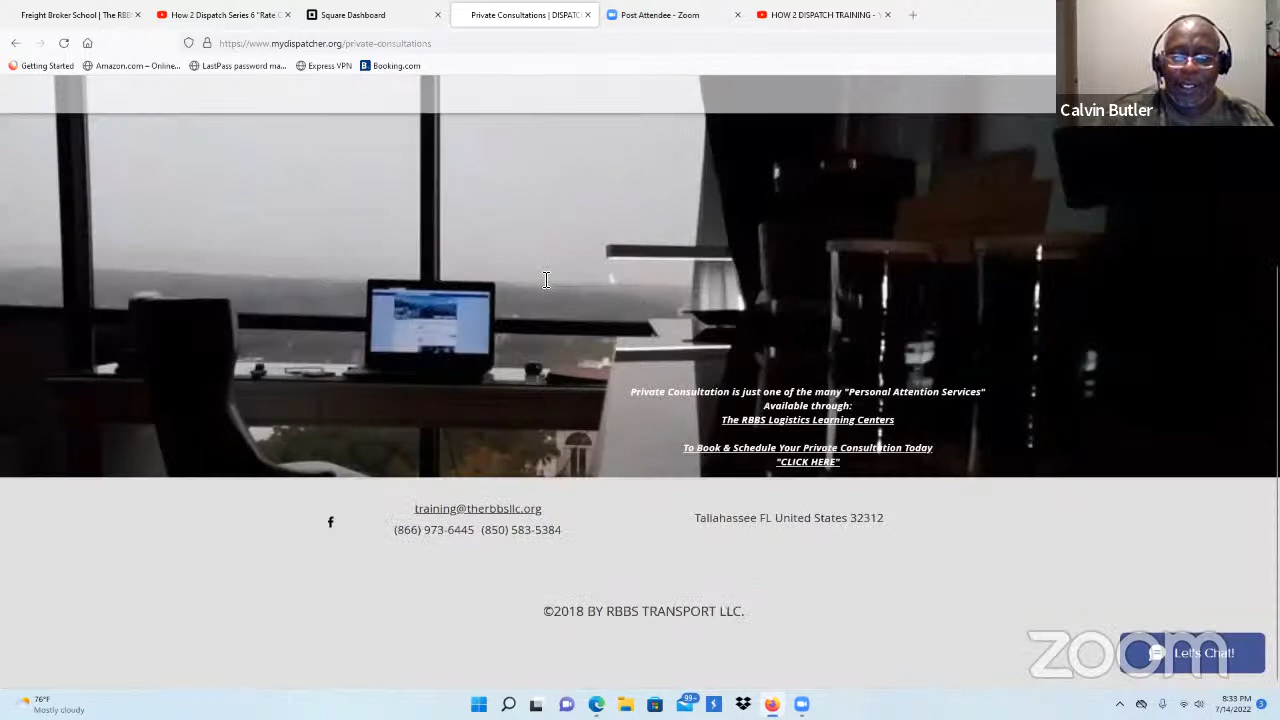 Freight Broker School | The RB
How 2 Dispatch Series 6 "Rate C
Square Dashboard
Private Consultations | DISPATC
Post Attendee - Zoom
HOW 2 DISPATCH TRAINING - Y
https://www.mydispatcher.org/private-consultations
Getting Started
Amazon.com – Online...
LastPass password ma...
Express VPN
Booking.com
Calvin Butler
Private Consultation is just one of the many "Personal Attention Services"
Available through:
The RBBS Logistics Learning Centers
To Book & Schedule Your Private Consultation Today
"CLICK HERE"
training@therbbsllc.org
(866) 973-6445 (850) 583-5384
Tallahassee FL United States 32312
©2018 BY RBBS TRANSPORT LLC.
zoom
Let's Chat!
76°F
Mostly cloudy
99+
8:33 PM
7/14/2022
3